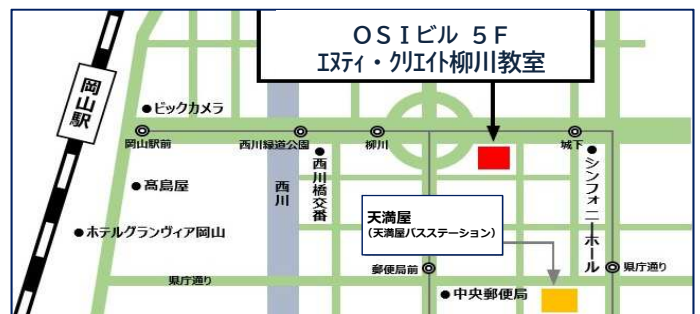 OSIビル 5F
エヌティ・クリエイト柳川教室
岡山駅
●ビックカメラ
岡山駅前
西川緑道公園
柳川
城下
●髙島屋
西川
●西川橋交番
●シンフォニーホール
天満屋
(天満屋バスステーション)
●ホテルグランヴィア岡山
県庁通り
郵便局前
県庁通り
●中央郵便局